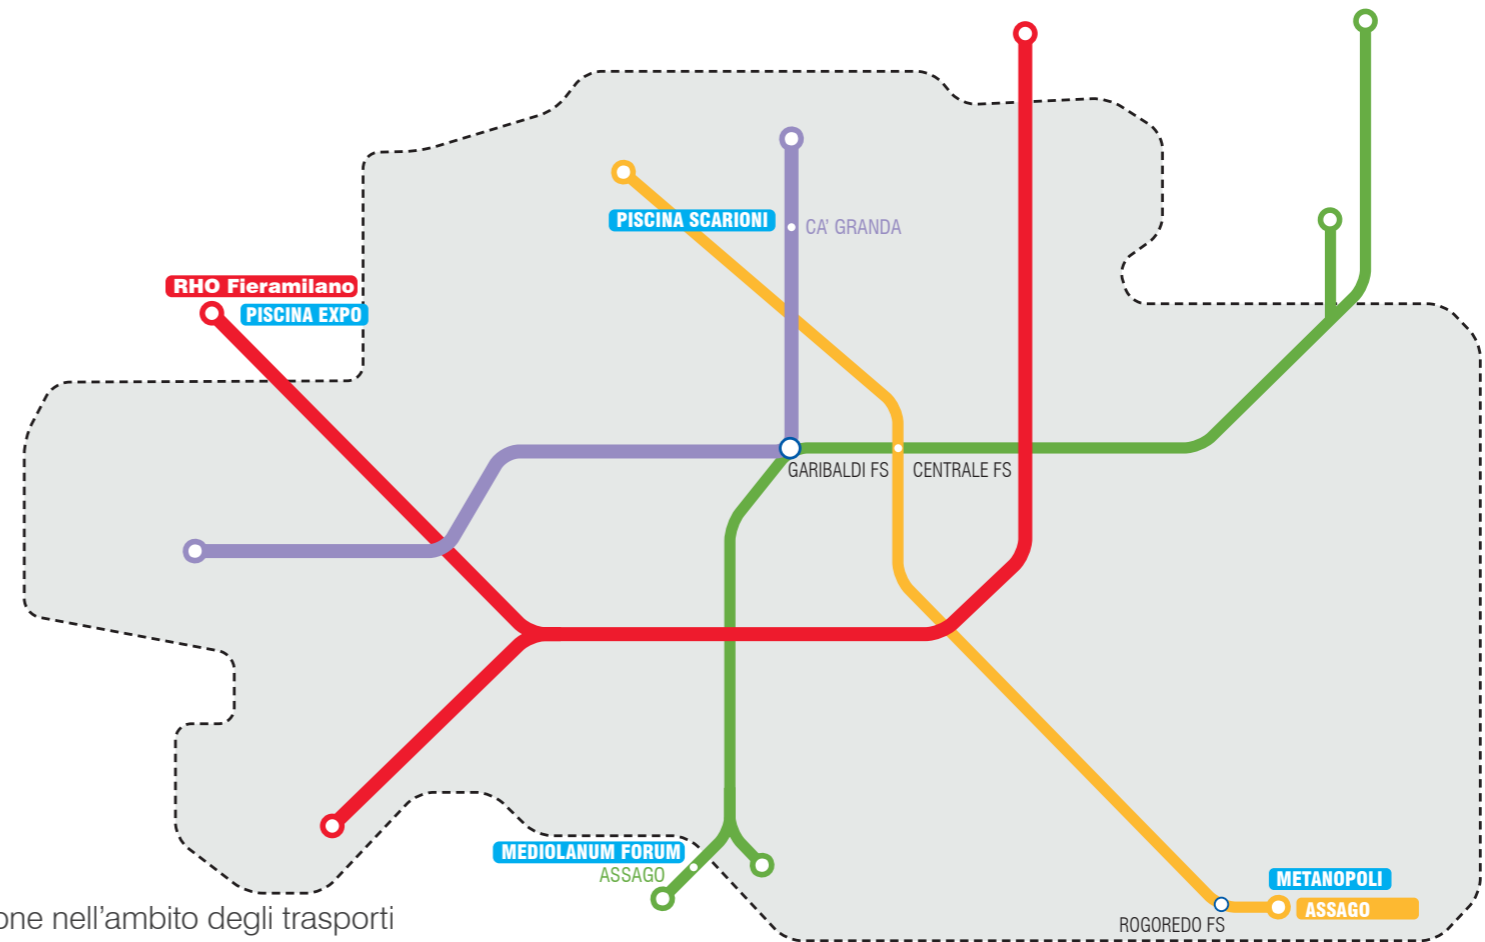 PISCINA SCARIONI
CA' GRANDA
RHO Fieramilano
PISCINA EXPO
GARIBALDI FS
CENTRALE FS
MEDIOLANUM FORUM
ASSAGO
METANOPOLI
ASSAGO
ROGOREDO FS
one nell'ambito degli trasporti